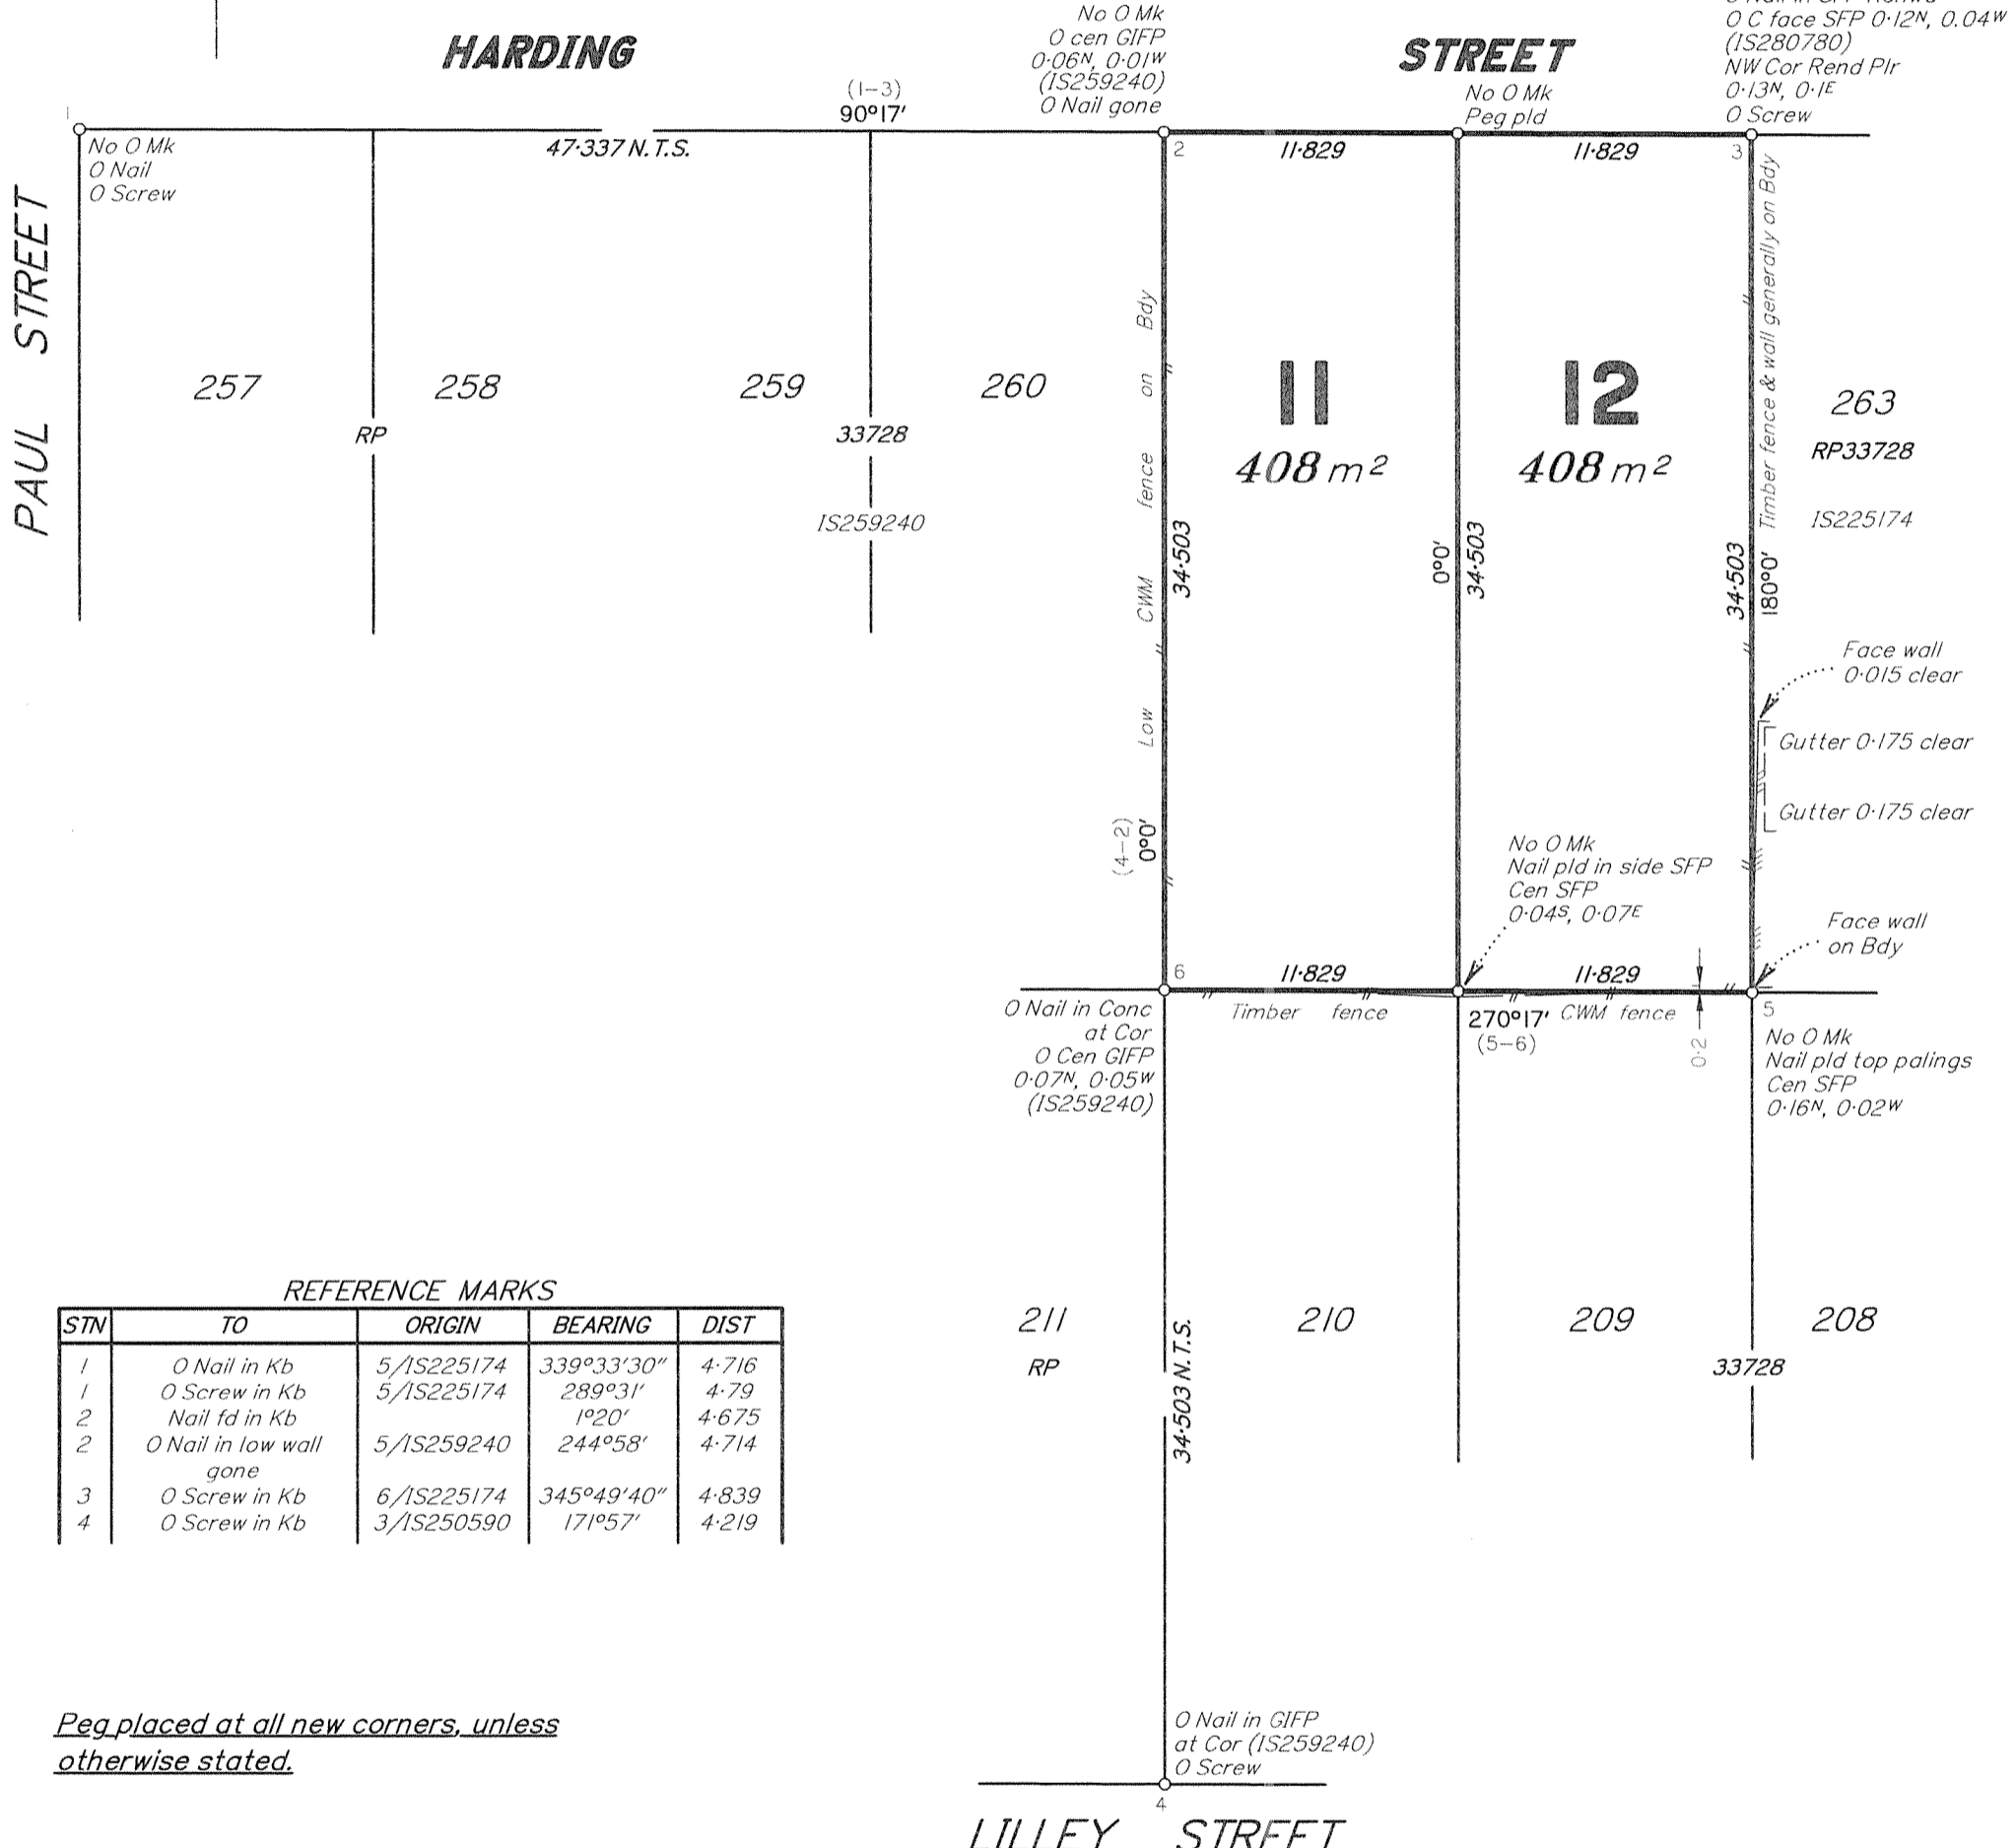 HARDING STREET
No O Mk
O cen GIFP
0·06N, 0·01W
(IS259240)
O Nail gone
O C face SFP 0·12N, 0.04W
(IS280780)
NW Cor Rend Plr
0·13N, 0·1E
O Screw
No O Mk
Peg pld
(1-3)
90°17'
1
No O Mk
O Nail
O Screw
47·337 N.T.S.
2
11·829
11·829
3
PAUL STREET
257
258
259
260
RP
33728
IS259240
Low CWM fence on Bdy
34·503
(4-2)
0°0'
11
408 m²
0°0'
34·503
12
408 m²
34·503
180°0'
Timber fence & wall generally on Bdy
263
RP33728
IS225174
Face wall
0·015 clear
Gutter 0·175 clear
Gutter 0·175 clear
No O Mk
Nail pld in side SFP
Cen SFP
0·04S, 0·07E
Face wall
on Bdy
6
11·829
11·829
5
O Nail in Conc
at Cor
O Cen GIFP
0·07N, 0·05W
(IS259240)
Timber fence
270°17'
(5-6)
CWM fence
0·2
No O Mk
Nail pld top palings
Cen SFP
0·16N, 0·02W
REFERENCE MARKS
STN TO ORIGIN BEARING DIST
1 O Nail in Kb 5/IS225174 339°33'30" 4·716
1 O Screw in Kb 5/IS225174 289°31' 4·79
2 Nail fd in Kb 1°20' 4·675
2 O Nail in low wall 5/IS259240 244°58' 4·714
gone
3 O Screw in Kb 6/IS225174 345°49'40" 4·839
4 O Screw in Kb 3/IS250590 171°57' 4·219
211
RP
34·503 N.T.S.
210
209
33728
208
Peg placed at all new corners, unless
otherwise stated.
O Nail in GIFP
at Cor (IS259240)
O Screw
4
LILLEY STREET